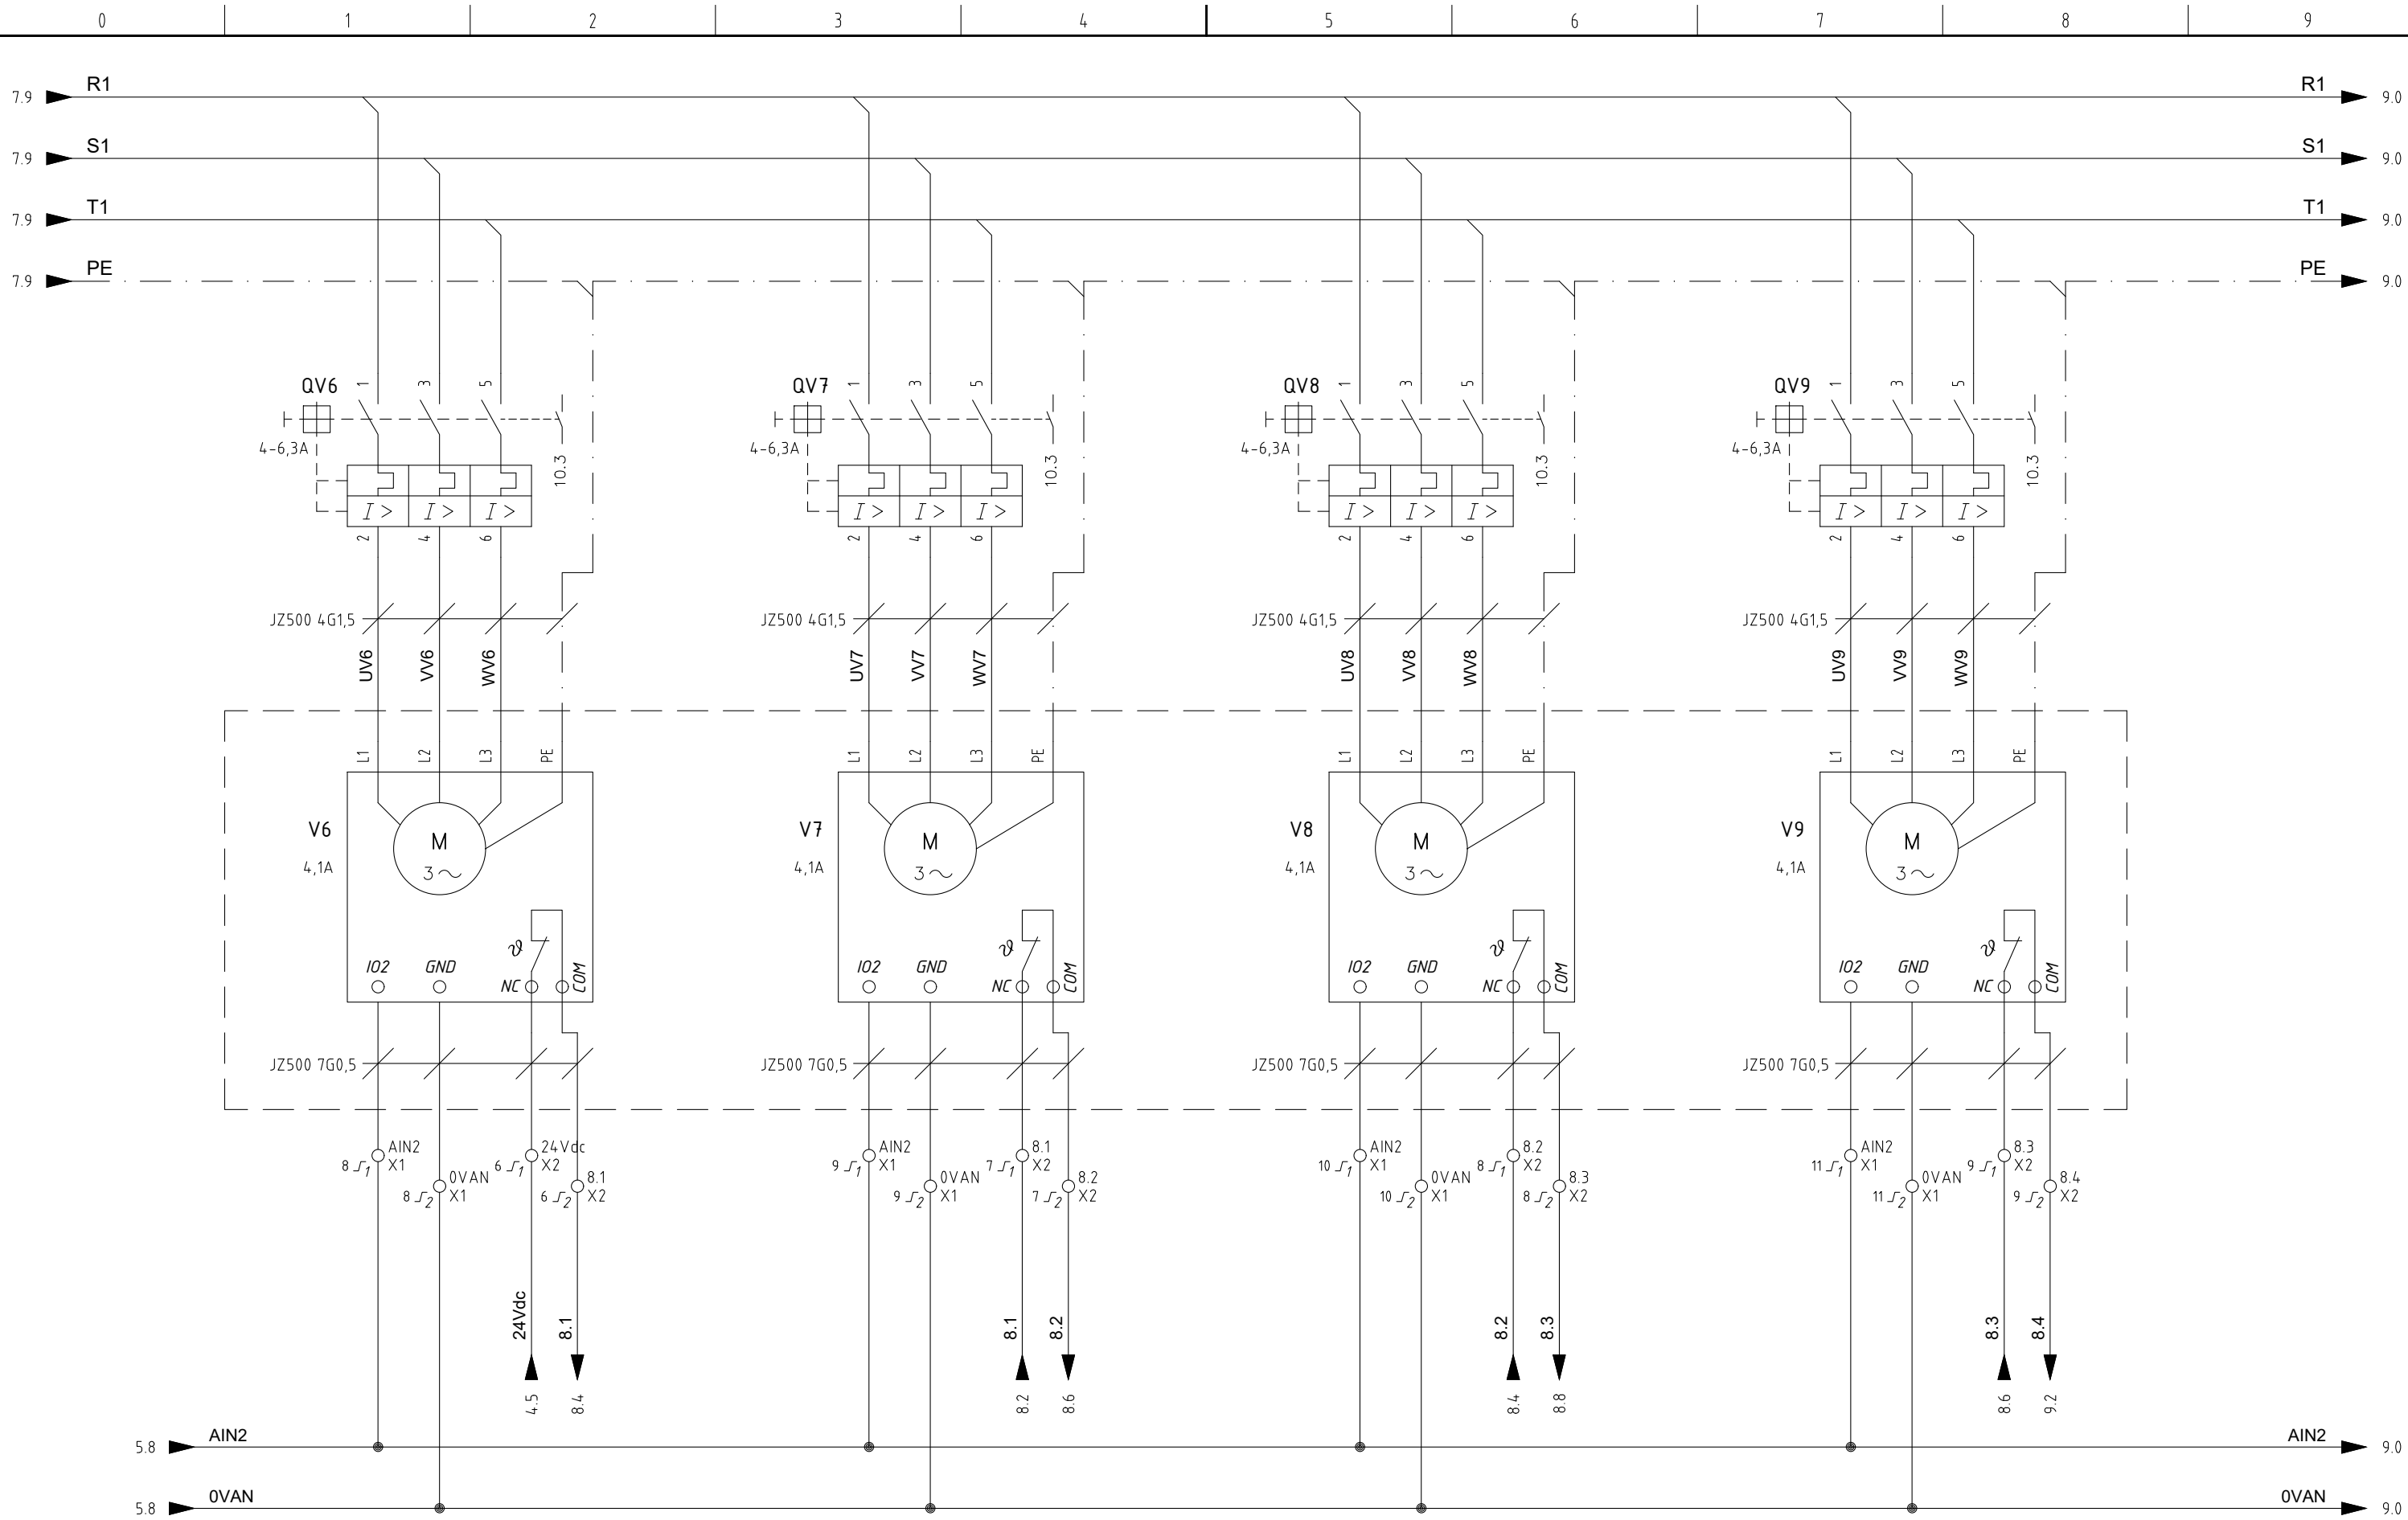 0 1 2 3 4 5 6 7 8 9
7.9 R1 R1 9.0
7.9 S1 S1 9.0
7.9 T1 T1 9.0
7.9 PE PE 9.0
QV6 1 3 5 QV7 1 3 5 QV8 1 3 5 QV9 1 3 5
4-6,3A 10.3 4-6,3A 10.3 4-6,3A 10.3 4-6,3A 10.3
I > I > I > I > I > I > I > I > I > I > I > I >
2 4 6 2 4 6 2 4 6 2 4 6
JZ500 4G1,5 JZ500 4G1,5 JZ500 4G1,5 JZ500 4G1,5
UV6 VV6 WV6 UV7 VV7 WV7 UV8 VV8 WV8 UV9 VV9 WV9
L1 L2 L3 PE L1 L2 L3 PE L1 L2 L3 PE L1 L2 L3 PE
V6 M V7 M V8 M V9 M
4,1A 3~ 4,1A 3~ 4,1A 3~ 4,1A 3~
ϑ ϑ ϑ ϑ
IO2 GND NC COM IO2 GND NC COM IO2 GND NC COM IO2 GND NC COM
JZ500 7G0,5 JZ500 7G0,5 JZ500 7G0,5 JZ500 7G0,5
AIN2 24Vdc AIN2 8.1 AIN2 8.2 AIN2 8.3
8 1 X1 6 1 X2 9 1 X1 7 1 X2 10 1 X1 8 1 X2 11 1 X1 9 1 X2
0VAN 8.1 0VAN 8.2 0VAN 8.3 0VAN 8.4
8 2 X1 6 2 X2 9 2 X1 7 2 X2 10 2 X1 8 2 X2 11 2 X1 9 2 X2
24Vdc 8.1 8.1 8.2 8.2 8.3 8.3 8.4
4.5 8.4 8.2 8.6 8.4 8.8 8.6 9.2
5.8 AIN2 AIN2 9.0
5.8 0VAN 0VAN 9.0